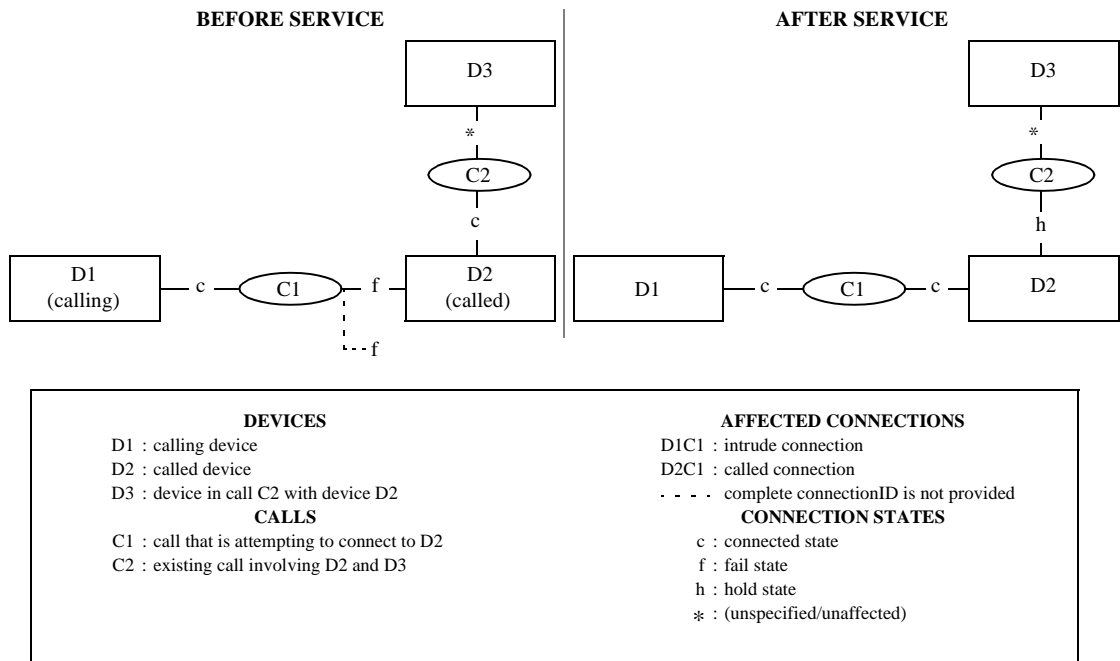 BEFORE SERVICE
AFTER SERVICE
D3
*
C2
c
D1
(calling)
c
C1
f
D2
(called)
f
D3
*
C2
h
D1
c
C1
c
D2
DEVICES
D1 : calling device
D2 : called device
D3 : device in call C2 with device D2
CALLS
C1 : call that is attempting to connect to D2
C2 : existing call involving D2 and D3
AFFECTED CONNECTIONS
D1C1 : intrude connection
D2C1 : called connection
- - - - complete connectionID is not provided
CONNECTION STATES
c : connected state
f : fail state
h : hold state
* : (unspecified/unaffected)